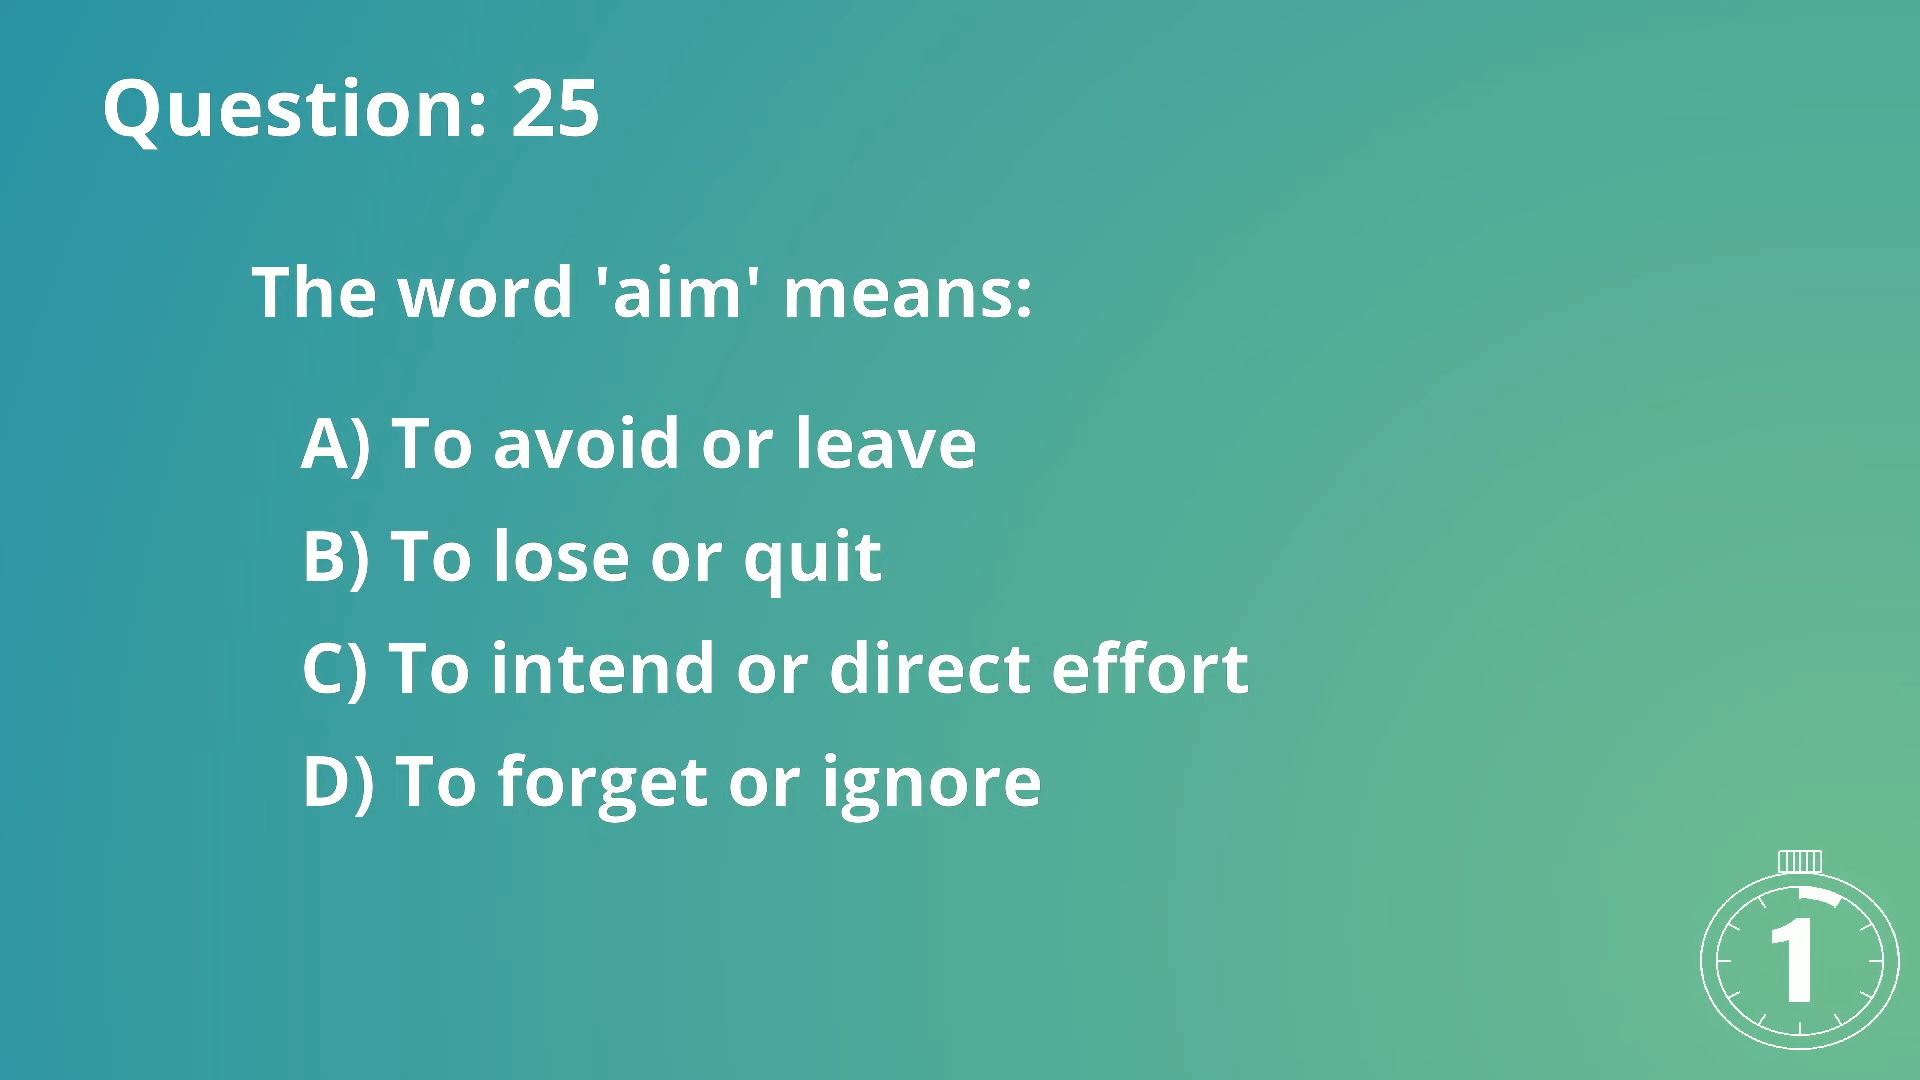 Question: 25
The word 'aim' means:
A) To avoid or leave
B) To lose or quit
C) To intend or direct effort
D) To forget or ignore
1